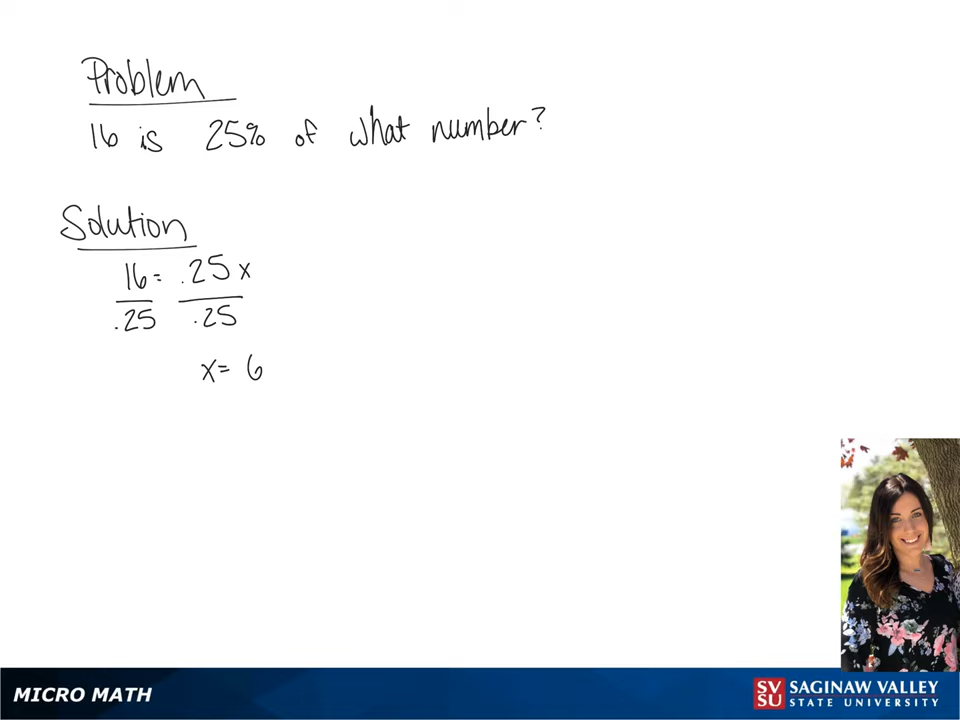 Problem
16 is 25% of what number?
Solution
16 = .25x
.25 .25
x = 6
MICRO MATH
SVSU SAGINAW VALLEY
STATE UNIVERSITY